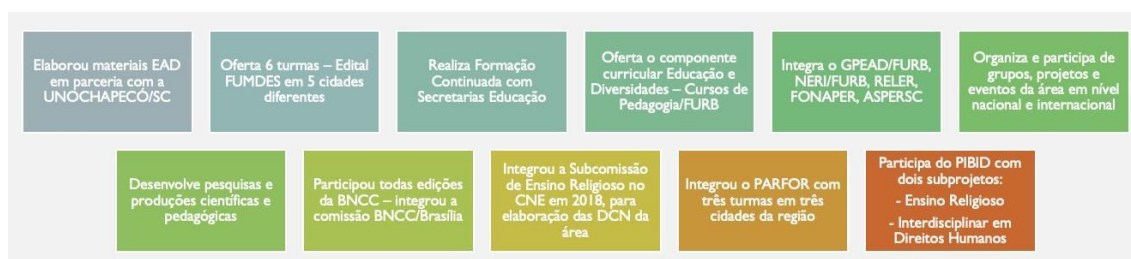 Elaborou materiais EAD
em parceria com a
UNOCHAPECÓ/SC
Oferta 6 turmas – Edital
FUMDES em 5 cidades
diferentes
Realiza Formação
Continuada com
Secretarias Educação
Oferta o componente
curricular Educação e
Diversidades – Cursos de
Pedagogia/FURB
Integra o GPEAD/FURB,
NERI/FURB, RELER,
FONAPER, ASPERSC
Organiza e participa de
grupos, projetos e
eventos da área em nível
nacional e internacional
Desenvolve pesquisas e
produções científicas e
pedagógicas
Participou todas edições
da BNCC – integrou a
comissão BNCC/Brasília
Integrou a Subcomissão
de Ensino Religioso no
CNE em 2018, para
elaboração das DCN da
área
Integrou o PARFOR com
três turmas em três
cidades da região
Participa do PIBID com
dois subprojetos:
- Ensino Religioso
- Interdisciplinar em
Direitos Humanos